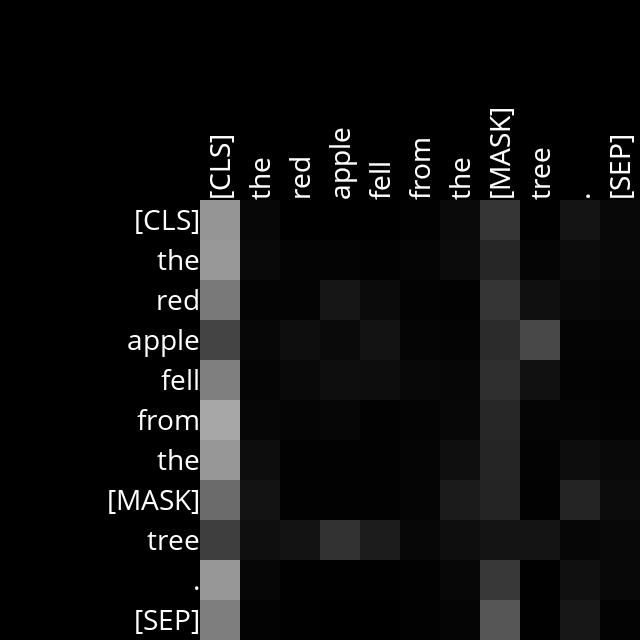 [CLS] the red apple fell from the [MASK] tree . [SEP]
[CLS]
the
red
apple
fell
from
the
[MASK]
tree
.
[SEP]